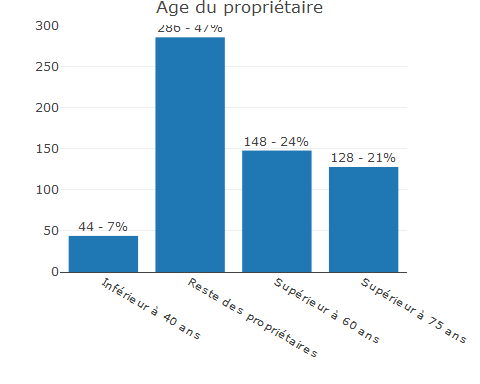 Age du propriétaire
300
250
200
150
100
50
0
44 - 7%
286 - 47%
148 - 24%
128 - 21%
Inférieur à 40 ans
Reste des propriétaires
Supérieur à 60 ans
Supérieur à 75 ans